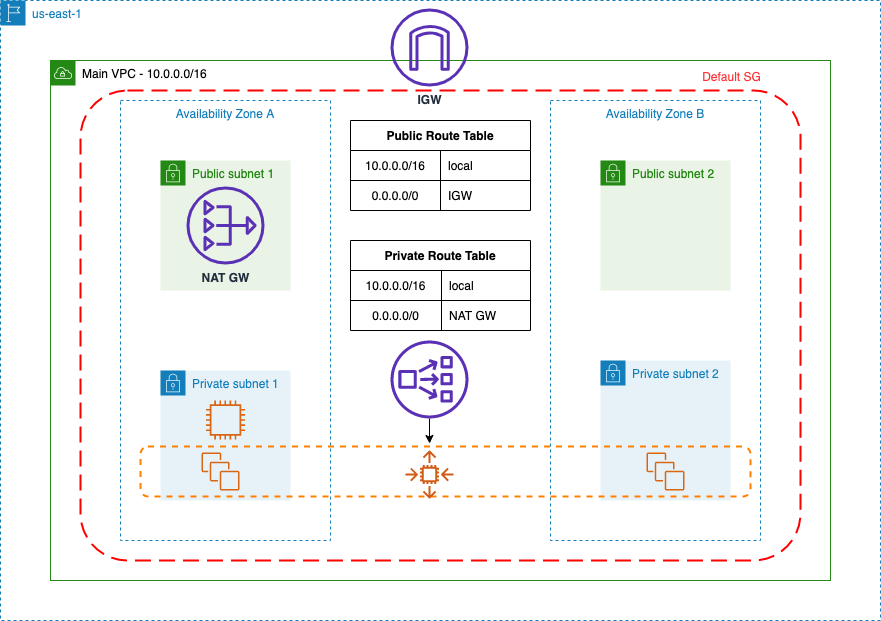 us-east-1
Main VPC - 10.0.0.0/16
Default SG
IGW
Availability Zone A
Availability Zone B
Public Route Table
10.0.0.0/16 local
0.0.0.0/0 IGW
Public subnet 1
Public subnet 2
NAT GW
Private Route Table
10.0.0.0/16 local
0.0.0.0/0 NAT GW
Private subnet 1
Private subnet 2